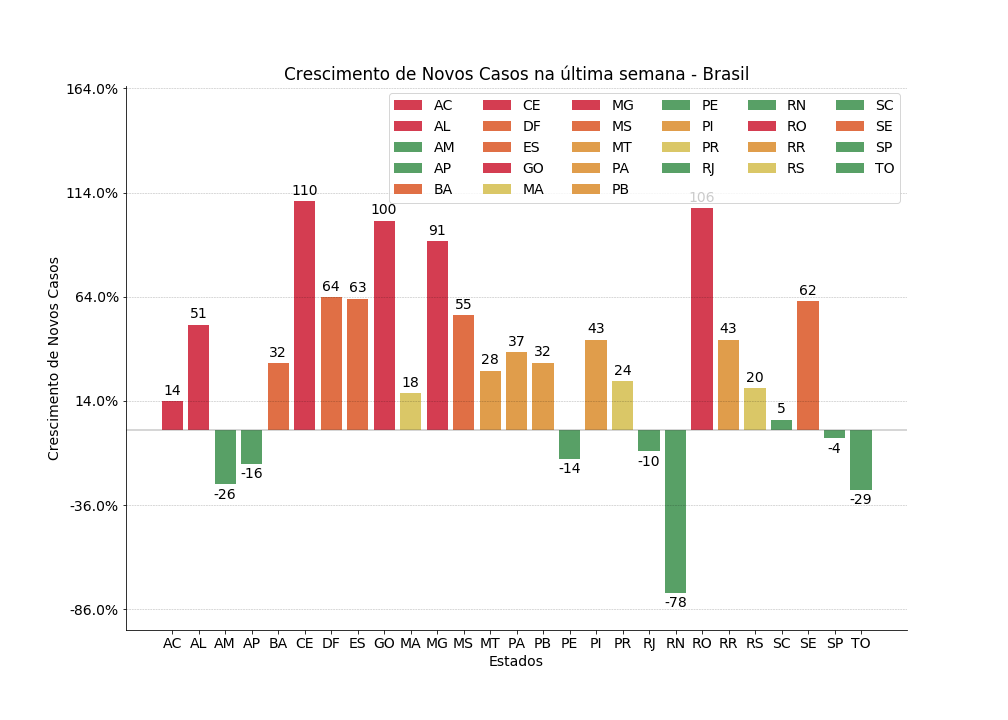 Crescimento de Novos Casos na última semana - Brasil
164.0%
114.0%
64.0%
14.0%
-36.0%
-86.0%
Crescimento de Novos Casos
AC CE MG PE RN SC
AL DF MS PI RO SE
AM ES MT PR RR SP
AP GO PA RJ RS TO
BA MA PB
14 51 -26 -16 32 110 64 63 100 18 91 55 28 37 32 -14 43 24 -10 -78 106 43 20 5 62 -4 -29
AC AL AM AP BA CE DF ES GO MA MG MS MT PA PB PE PI PR RJ RN RO RR RS SC SE SP TO
Estados